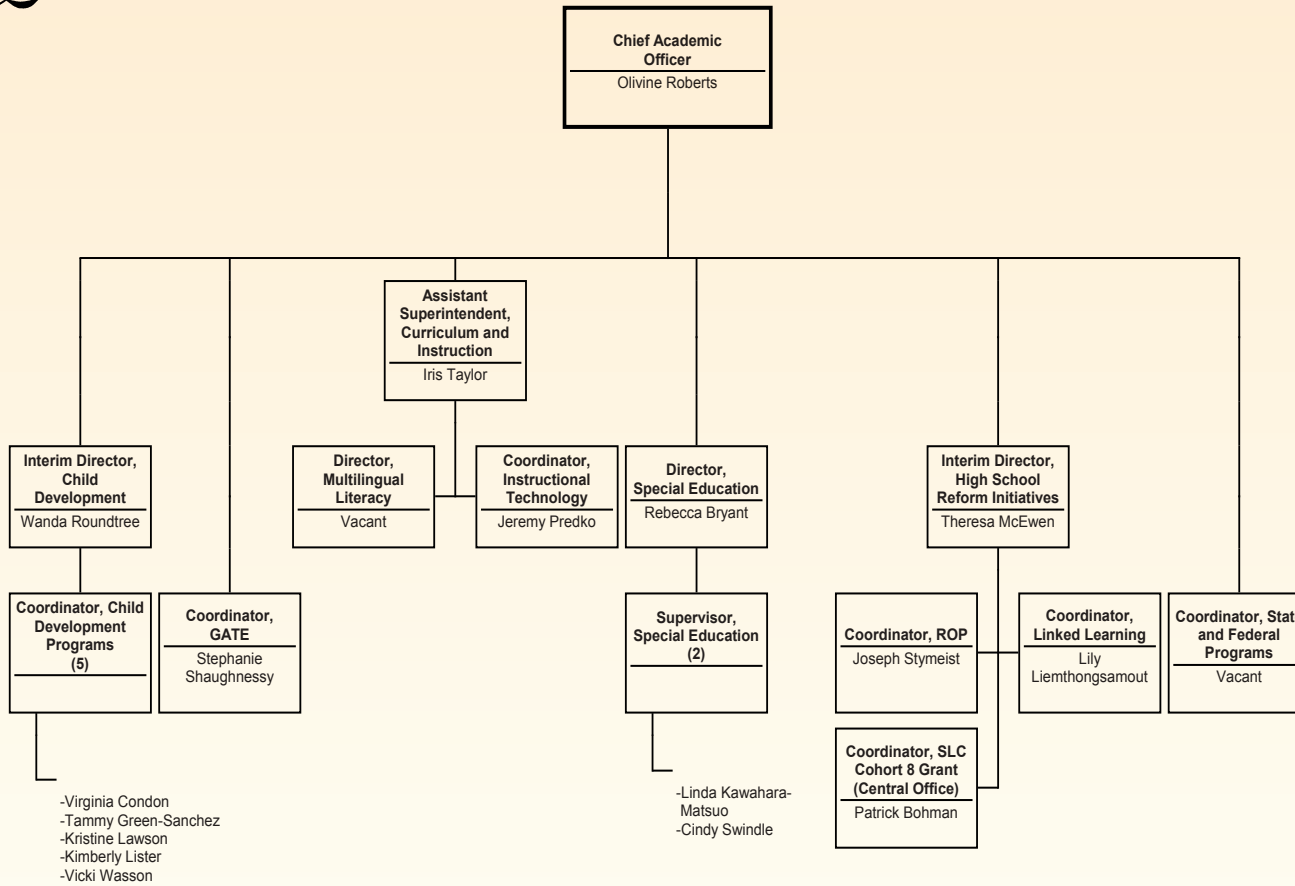 Chief Academic
Officer
Olivine Roberts
Assistant
Superintendent,
Curriculum and
Instruction
Iris Taylor
Interim Director,
Child
Development
Wanda Roundtree
Director,
Multilingual
Literacy
Vacant
Coordinator,
Instructional
Technology
Jeremy Predko
Director,
Special Education
Rebecca Bryant
Interim Director,
High School
Reform Initiatives
Theresa McEwen
Coordinator, Child
Development
Programs
(5)
Coordinator,
GATE
Stephanie
Shaughnessy
Supervisor,
Special Education
(2)
Coordinator, ROP
Joseph Stymeist
Coordinator,
Linked Learning
Lily
Liemthongsamout
Coordinator, Stat
and Federal
Programs
Vacant
Coordinator, SLC
Cohort 8 Grant
(Central Office)
Patrick Bohman
-Virginia Condon
-Tammy Green-Sanchez
-Kristine Lawson
-Kimberly Lister
-Vicki Wasson
-Linda Kawahara-
Matsuo
-Cindy Swindle